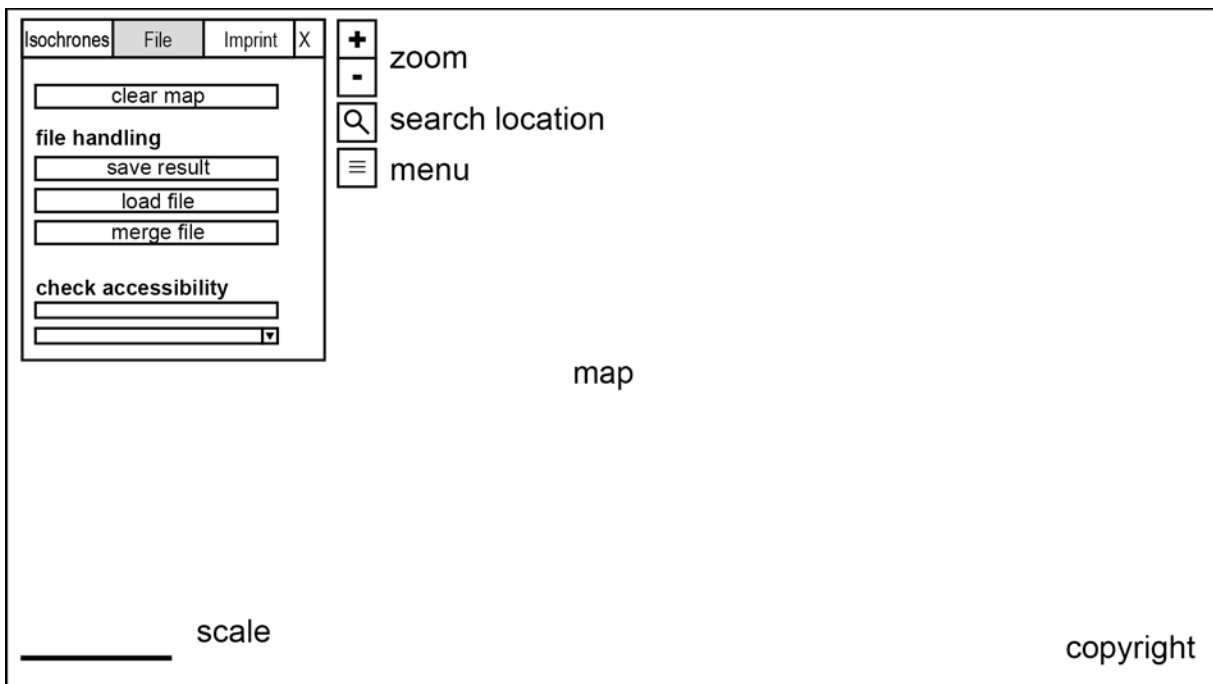 Isochrones File Imprint X
clear map
file handling
save result
load file
merge file
check accessibility
+
-
zoom
search location
menu
map
scale
copyright